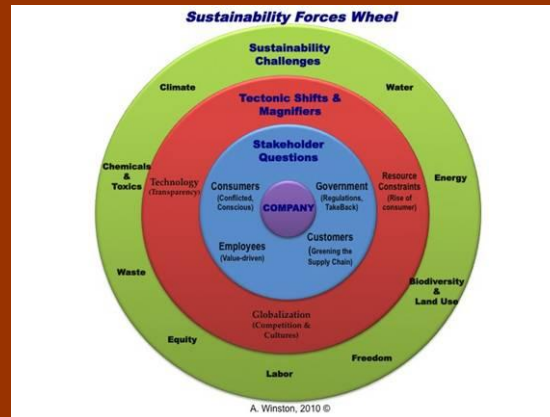 Sustainability Forces Wheel
Sustainability
Challenges
Climate
Water
Tectonic Shifts &
Magnifiers
Stakeholder
Questions
Chemicals
&
Toxics
Technology
(Transparency)
Consumers
(Conflicted,
Conscious)
Government
(Regulations,
TakeBack)
Resource
Constraints
(Rise of
consumer)
Energy
COMPANY
Employees
(Value-driven)
Customers
(Greening the
Supply Chain)
Waste
Biodiversity
&
Land Use
Globalization
(Competition &
Cultures)
Equity
Freedom
Labor
A. Winston, 2010 ©